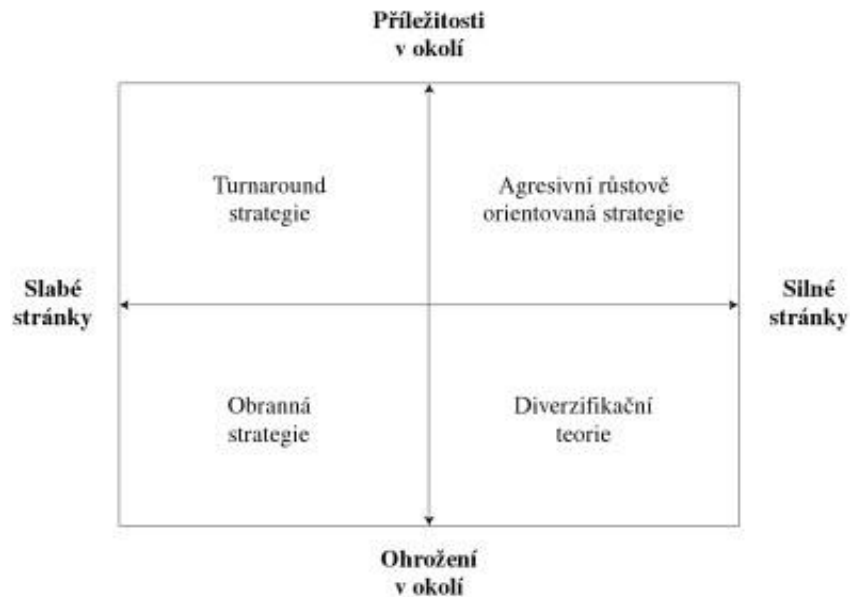 Příležitosti
v okolí
Turnaround
strategie
Agresivní růstově
orientovaná strategie
Slabé
stránky
Silné
stránky
Obranná
strategie
Diverzifikační
teorie
Ohrožení
v okolí